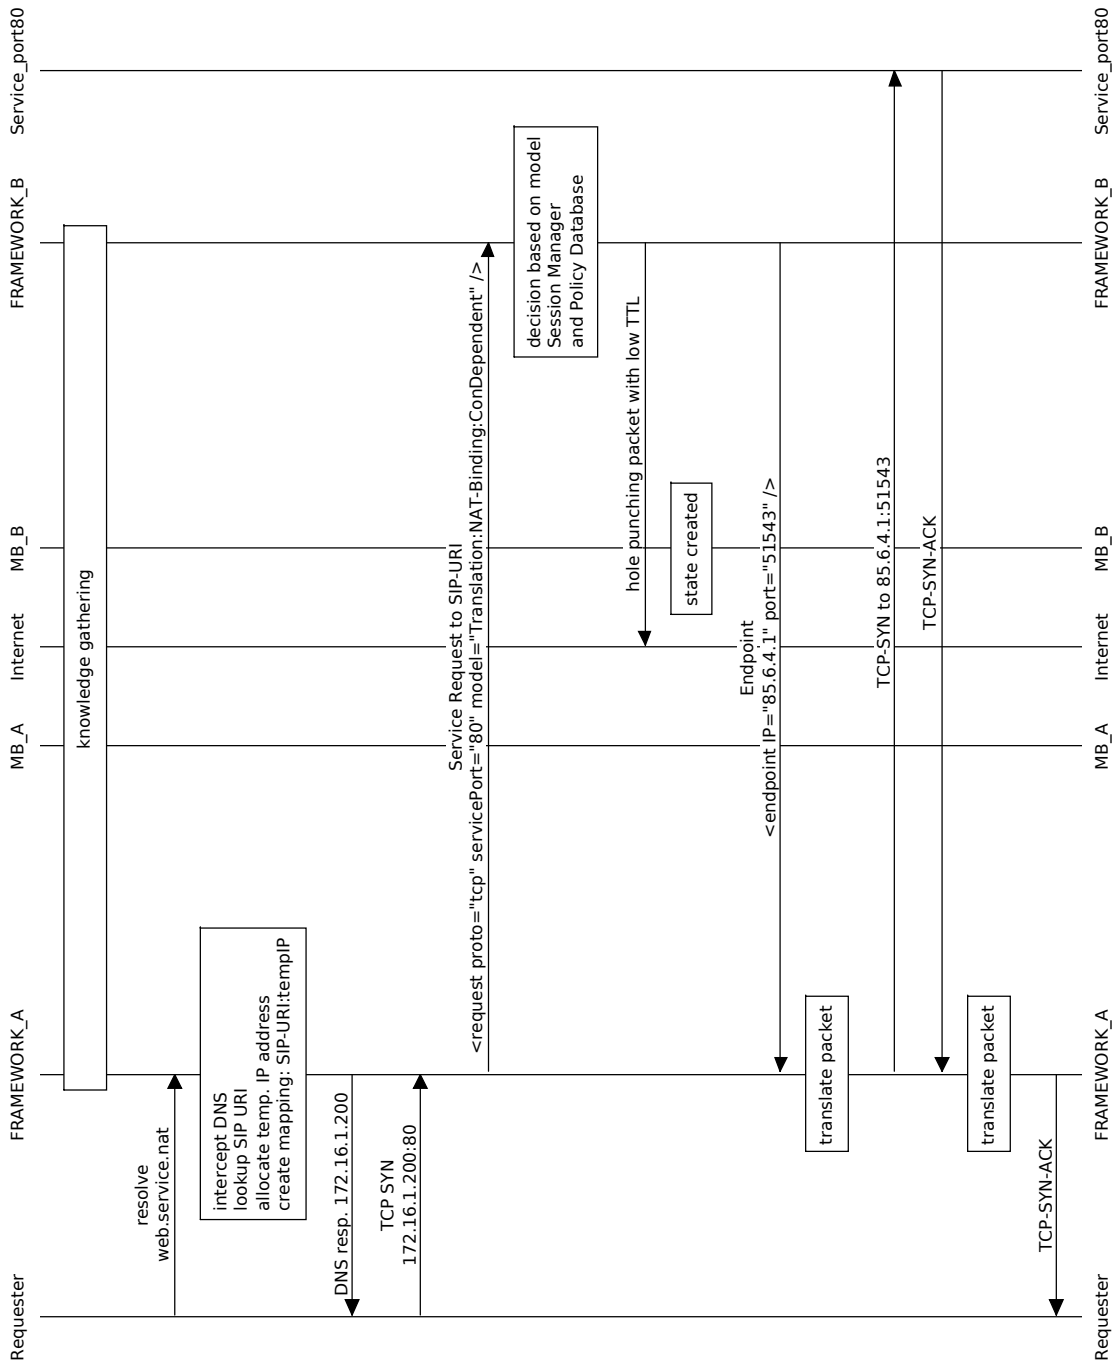 Requester
FRAMEWORK_A
MB_A
Internet
MB_B
FRAMEWORK_B
Service_port80
knowledge gathering
resolve
web.service.nat
intercept DNS
lookup SIP URI
allocate temp. IP address
create mapping: SIP-URI:tempIP
DNS resp. 172.16.1.200
TCP SYN
172.16.1.200:80
Service Request to SIP-URI
<request proto="tcp" servicePort="80" model="Translation:NAT-Binding:ConDependent" />
decision based on model
Session Manager
and Policy Database
hole punching packet with low TTL
state created
Endpoint
<endpoint IP="85.6.4.1" port="51543" />
translate packet
TCP-SYN to 85.6.4.1:51543
TCP-SYN-ACK
translate packet
TCP-SYN-ACK
Requester
FRAMEWORK_A
MB_A
Internet
MB_B
FRAMEWORK_B
Service_port80